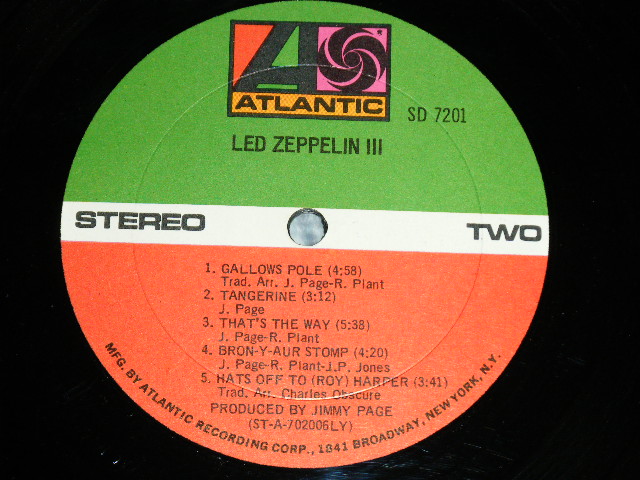 ATLANTIC
SD 7201
LED ZEPPELIN III
STEREO
TWO
1. GALLOWS POLE (4:58)
Trad. Arr. J. Page-R. Plant
2. TANGERINE (3:12)
J. Page
3. THAT'S THE WAY (5:38)
J. Page-R. Plant
4. BRON-Y-AUR STOMP (4:20)
J. Page-R. Plant-J.P. Jones
5. HATS OFF TO (ROY) HARPER (3:41)
Trad. Arr. Charles Obscure
PRODUCED BY JIMMY PAGE
(ST-A-702006LY)
MFG. BY ATLANTIC RECORDING CORP., 1841 BROADWAY, NEW YORK, N.Y.